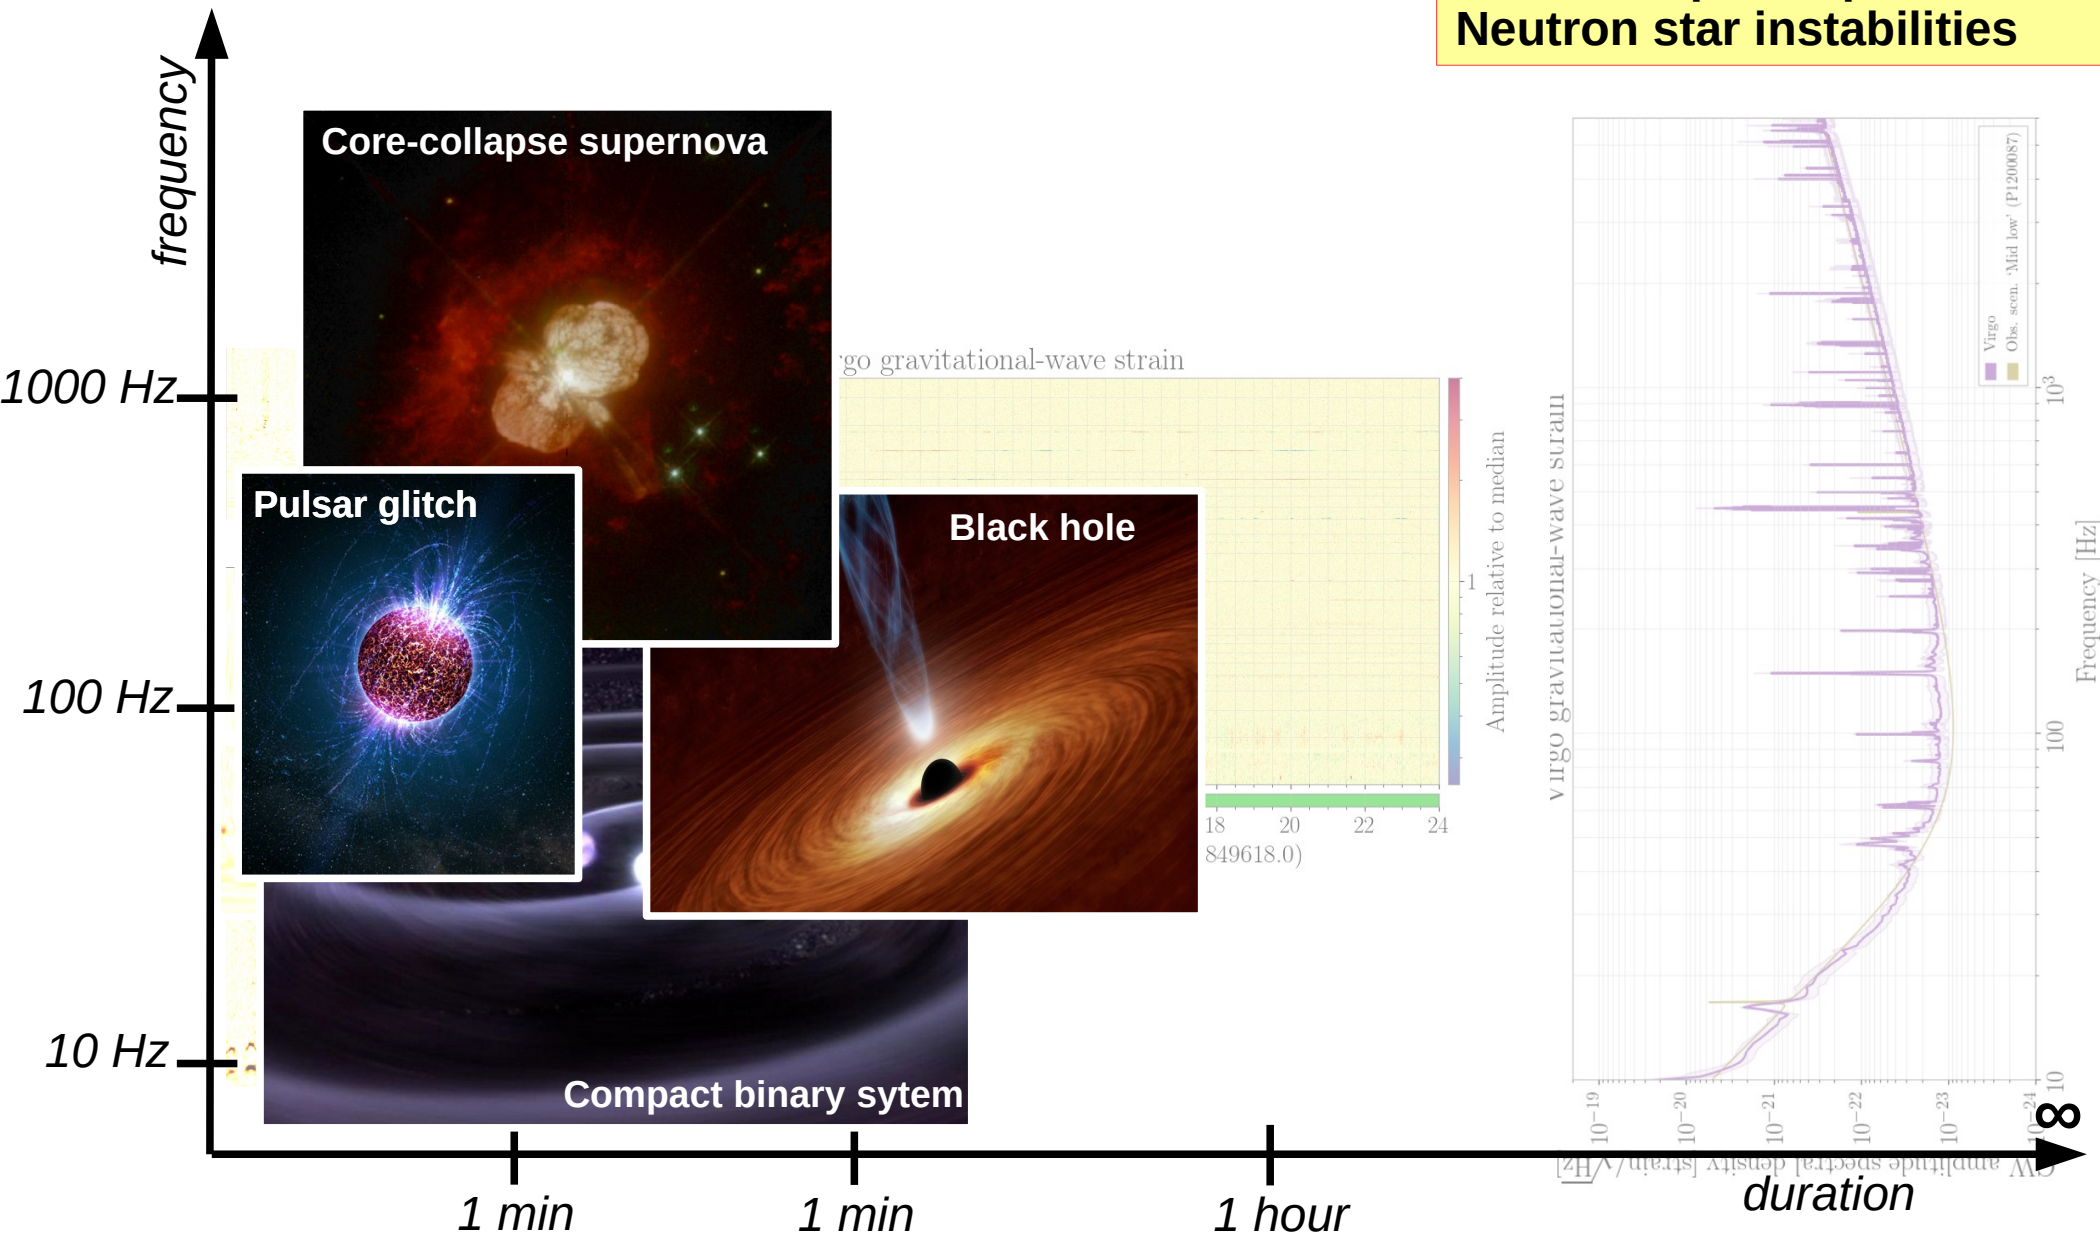 Neutron star instabilities
frequency
Core-collapse supernova
1000 Hz
rgo gravitational-wave strain
Pulsar glitch
Black hole
1
Amplitude relative to median
100 Hz
18 20 22 24
849618.0)
10 Hz
Compact binary sytem
Virgo gravitational-wave strain
Virgo
Obs. scen. 'Mid low' (P1200087)
10³
100
10
Frequency [Hz]
10⁻¹⁹ 10⁻²⁰ 10⁻²¹ 10⁻²² 10⁻²³ 10⁻²⁴
GW amplitude spectral density [strain/√Hz]
∞
1 min 1 min 1 hour
duration